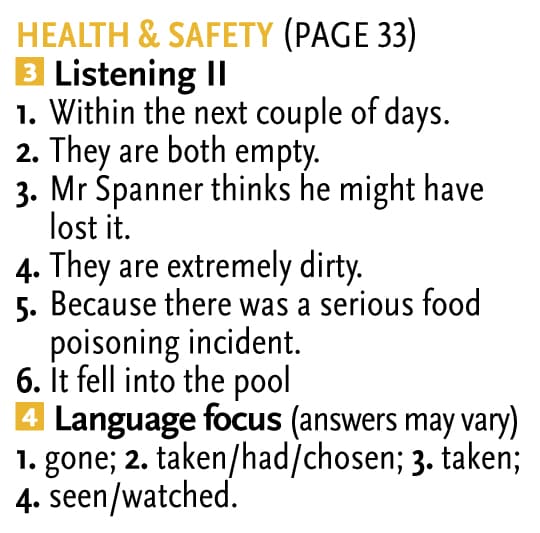 HEALTH & SAFETY (PAGE 33)
3 Listening II
1. Within the next couple of days.
2. They are both empty.
3. Mr Spanner thinks he might have
lost it.
4. They are extremely dirty.
5. Because there was a serious food
poisoning incident.
6. It fell into the pool
4 Language focus (answers may vary)
1. gone; 2. taken/had/chosen; 3. taken;
4. seen/watched.